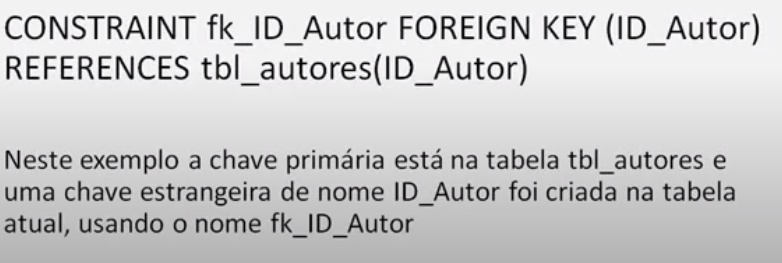 CONSTRAINT fk_ID_Autor FOREIGN KEY (ID_Autor)
REFERENCES tbl_autores(ID_Autor)
Neste exemplo a chave primária está na tabela tbl_autores e
uma chave estrangeira de nome ID_Autor foi criada na tabela
atual, usando o nome fk_ID_Autor